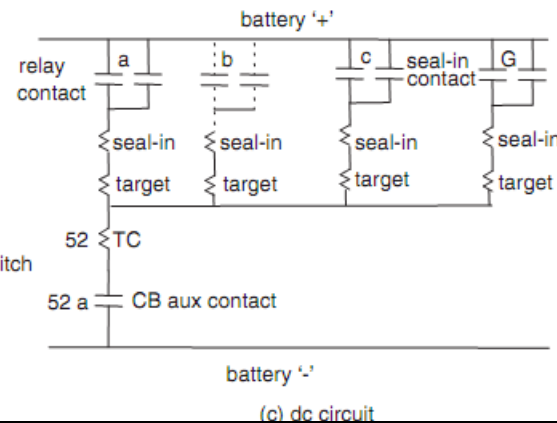 battery ‘+’
relay contact
a
b
c
seal-in contact
G
seal-in
seal-in
seal-in
seal-in
target
target
target
target
52
TC
itch
52 a
CB aux contact
battery ‘-’
(c) dc circuit